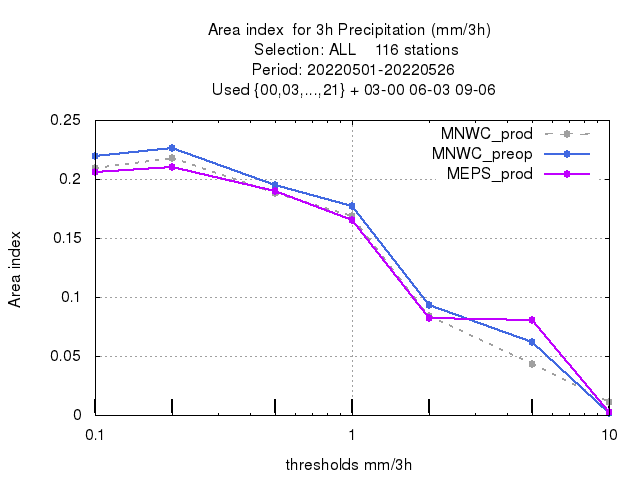 Area index  for 3h Precipitation (mm/3h)
Selection: ALL    116 stations
Period: 20220501-20220526
Used {00,03,...,21} + 03-00 06-03 09-06
MNWC_prod
MNWC_preop
MEPS_prod
0.25
0.2
0.15
0.1
0.05
0
Area index
0.1
1
10
thresholds mm/3h